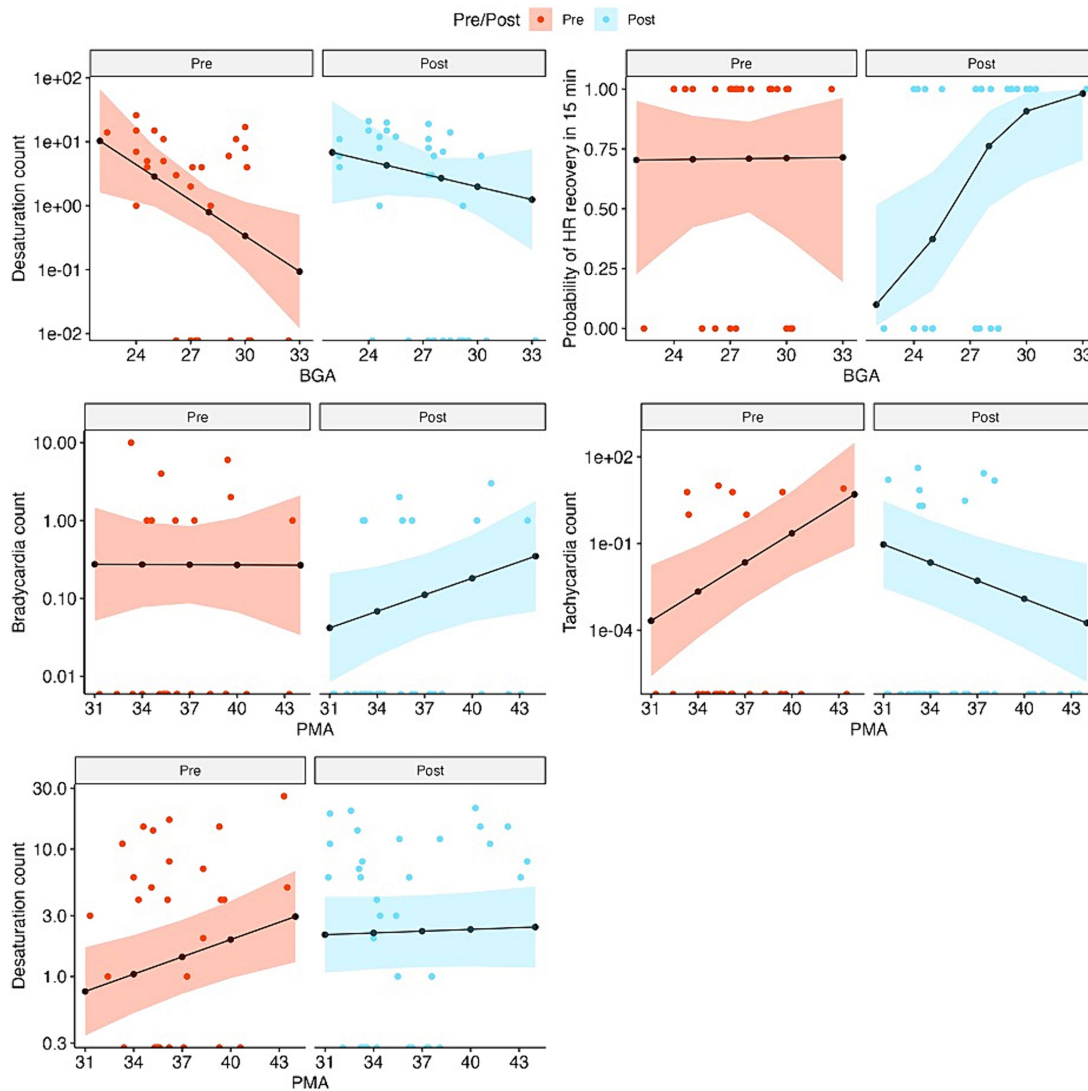 Pre/Post Pre Post
Pre Post
1e+02
1e+01
1e+00
1e-01
1e-02
Desaturation count
24 27 30 33 24 27 30 33
BGA
Pre Post
1.00
0.75
0.50
0.25
0.00
Probability of HR recovery in 15 min
24 27 30 33 24 27 30 33
BGA
Pre Post
10.00
1.00
0.10
0.01
Bradycardia count
31 34 37 40 43 31 34 37 40 43
PMA
Pre Post
1e+02
1e-01
1e-04
Tachycardia count
31 34 37 40 43 31 34 37 40 43
PMA
Pre Post
30.0
10.0
3.0
1.0
0.3
Desaturation count
31 34 37 40 43 31 34 37 40 43
PMA